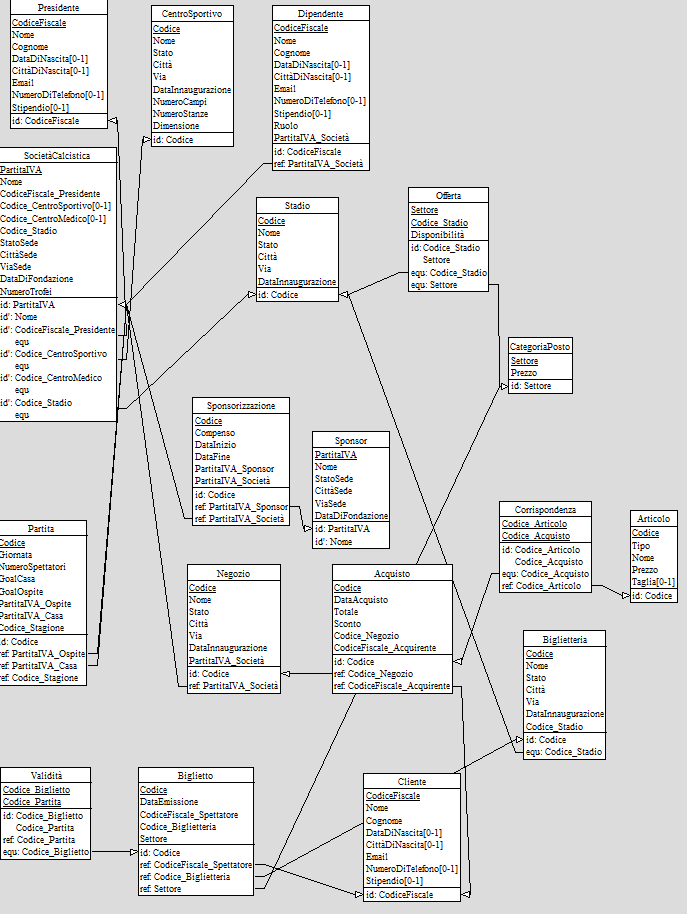 Presidente
CodiceFiscale
Nome
Cognome
DataDiNascita[0-1]
CittàDiNascita[0-1]
Email
NumeroDiTelefono[0-1]
Stipendio[0-1]
id: CodiceFiscale
CentroSportivo
Codice
Nome
Stato
Città
Via
DataInnaugurazione
NumeroCampi
NumeroStanze
Dimensione
id: Codice
Dipendente
CodiceFiscale
Nome
Cognome
DataDiNascita[0-1]
CittàDiNascita[0-1]
Email
NumeroDiTelefono[0-1]
Stipendio[0-1]
Ruolo
PartitaIVA_Società
id: CodiceFiscale
ref: PartitaIVA_Società
SocietàCalcistica
PartitaIVA
Nome
CodiceFiscale_Presidente
Codice_CentroSportivo[0-1]
Codice_CentroMedico[0-1]
Codice_Stadio
StatoSede
CittàSede
ViaSede
DataDiFondazione
NumeroTrofei
id: PartitaIVA
id': Nome
id': CodiceFiscale_Presidente
equ
id': Codice_CentroSportivo
equ
id': Codice_CentroMedico
equ
id': Codice_Stadio
equ
Stadio
Codice
Nome
Stato
Città
Via
DataInnaugurazione
id: Codice
Offerta
Settore
Codice_Stadio
Disponibilità
id: Codice_Stadio
Settore
equ: Codice_Stadio
equ: Settore
CategoriaPosto
Settore
Prezzo
id: Settore
Sponsorizzazione
Codice
Compenso
DataInizio
DataFine
PartitaIVA_Sponsor
PartitaIVA_Società
id: Codice
ref: PartitaIVA_Sponsor
ref: PartitaIVA_Società
Sponsor
PartitaIVA
Nome
StatoSede
CittàSede
ViaSede
DataDiFondazione
id: PartitaIVA
id': Nome
Corrispondenza
Codice_Articolo
Codice_Acquisto
id: Codice_Articolo
Codice_Acquisto
equ: Codice_Acquisto
ref: Codice_Articolo
Articolo
Codice
Tipo
Nome
Prezzo
Taglia[0-1]
id: Codice
Partita
Codice
Giornata
NumeroSpettatori
GoalCasa
GoalOspite
PartitaIVA_Ospite
PartitaIVA_Casa
Codice_Stagione
id: Codice
ref: PartitaIVA_Ospite
ref: PartitaIVA_Casa
ref: Codice_Stagione
Negozio
Codice
Nome
Stato
Città
Via
DataInnaugurazione
PartitaIVA_Società
id: Codice
ref: PartitaIVA_Società
Acquisto
Codice
DataAcquisto
Totale
Sconto
Codice_Negozio
CodiceFiscale_Acquirente
id: Codice
ref: Codice_Negozio
ref: CodiceFiscale_Acquirente
Biglietteria
Codice
Nome
Stato
Città
Via
DataInnaugurazione
Codice_Stadio
id: Codice
equ: Codice_Stadio
Validità
Codice_Biglietto
Codice_Partita
id: Codice_Biglietto
Codice_Partita
ref: Codice_Partita
equ: Codice_Biglietto
Biglietto
Codice
DataEmissione
CodiceFiscale_Spettatore
Codice_Biglietteria
Settore
id: Codice
ref: CodiceFiscale_Spettatore
ref: Codice_Biglietteria
ref: Settore
Cliente
CodiceFiscale
Nome
Cognome
DataDiNascita[0-1]
CittàDiNascita[0-1]
Email
NumeroDiTelefono[0-1]
Stipendio[0-1]
id: CodiceFiscale